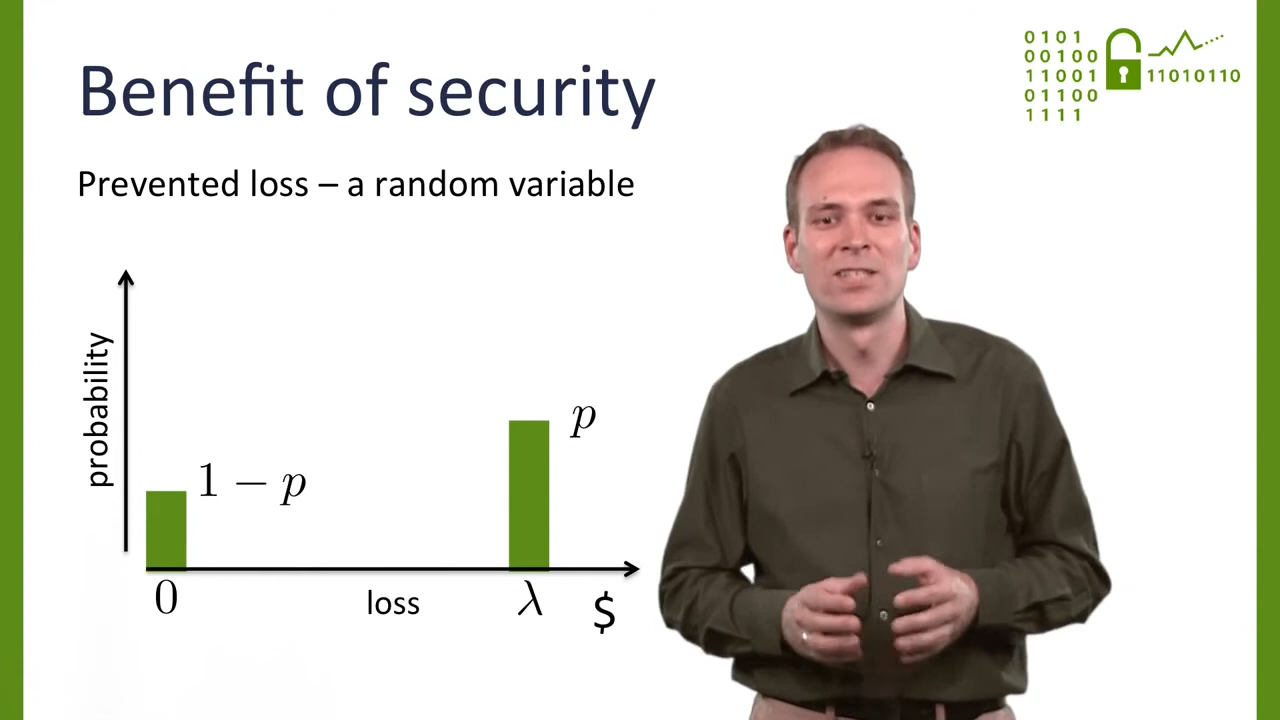 Benefit of security
0101
00100
11001
01100
1111
11010110
Prevented loss – a random variable
probability
1 − p
p
0
loss
λ
$